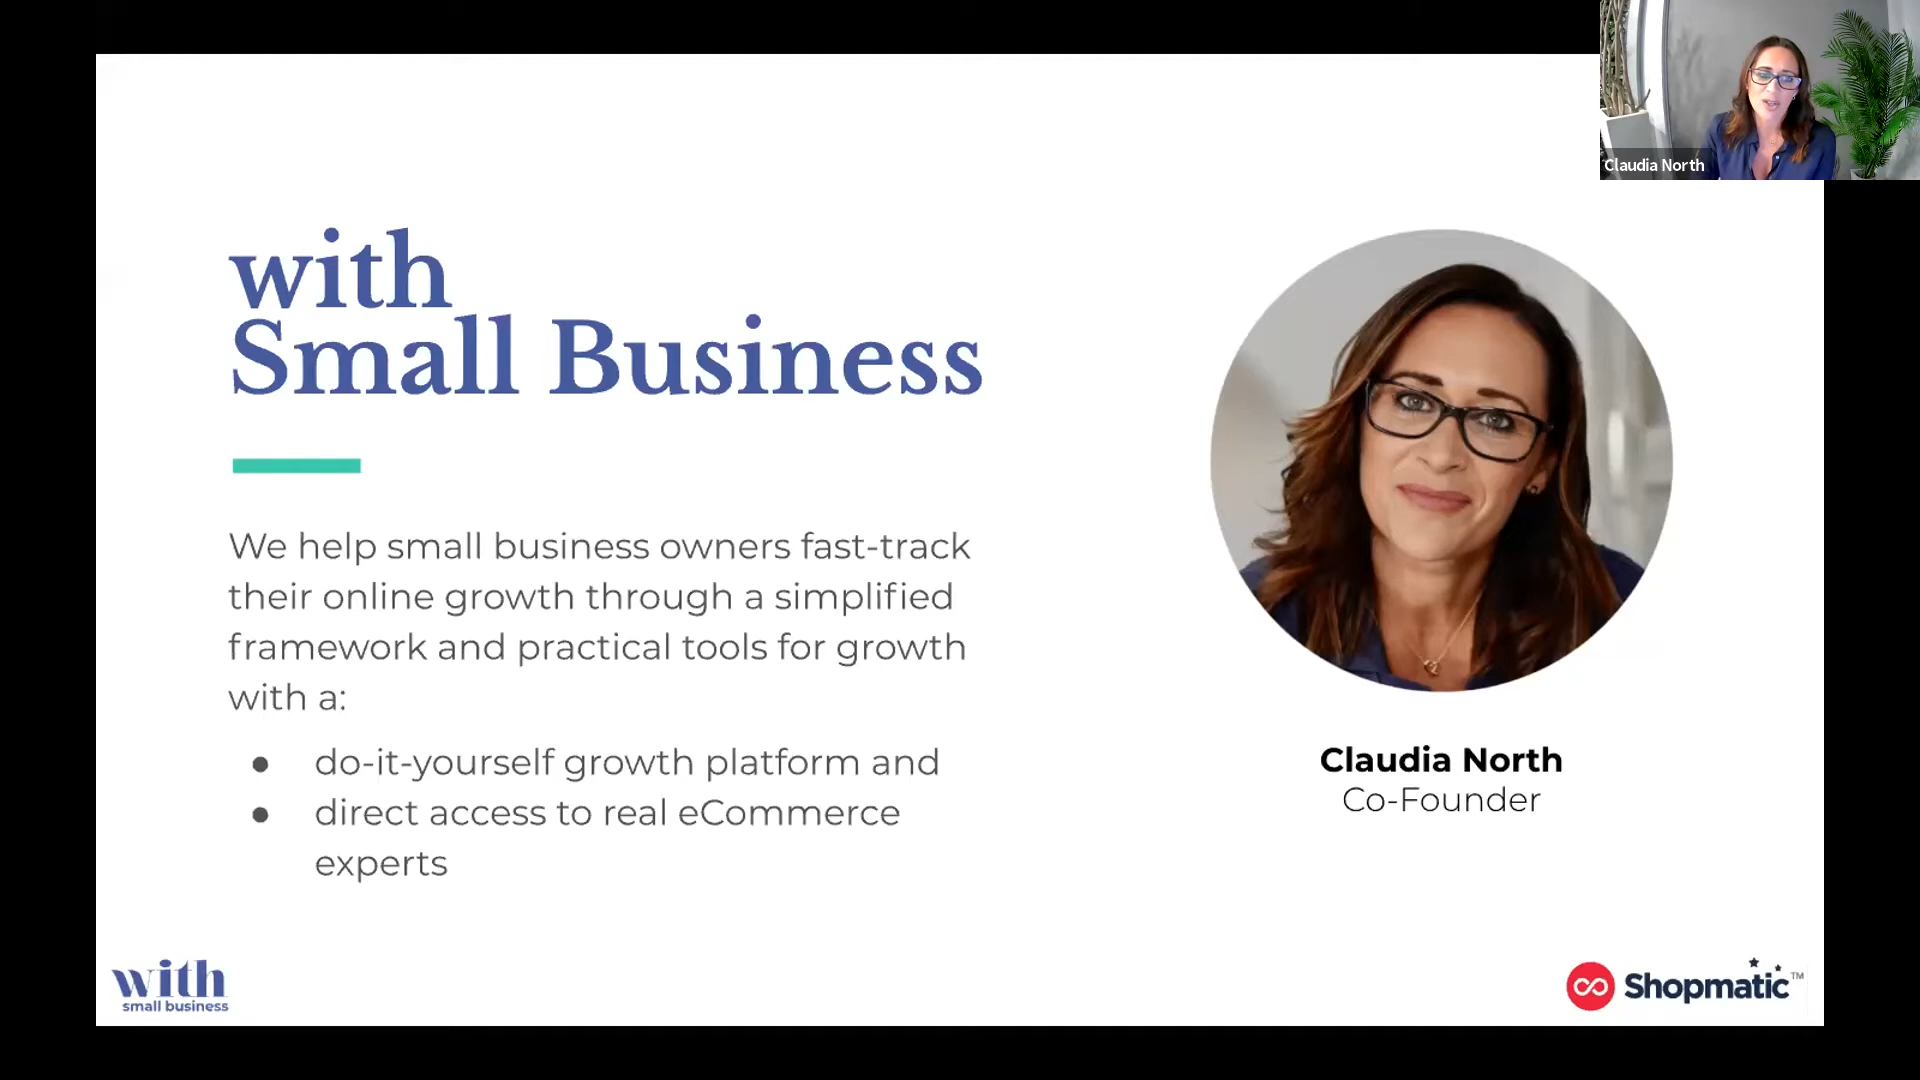 Claudia North
with
Small Business
We help small business owners fast-track
their online growth through a simplified
framework and practical tools for growth
with a:
● do-it-yourself growth platform and
● direct access to real eCommerce
experts
Claudia North
Co-Founder
with
small business
Shopmatic™